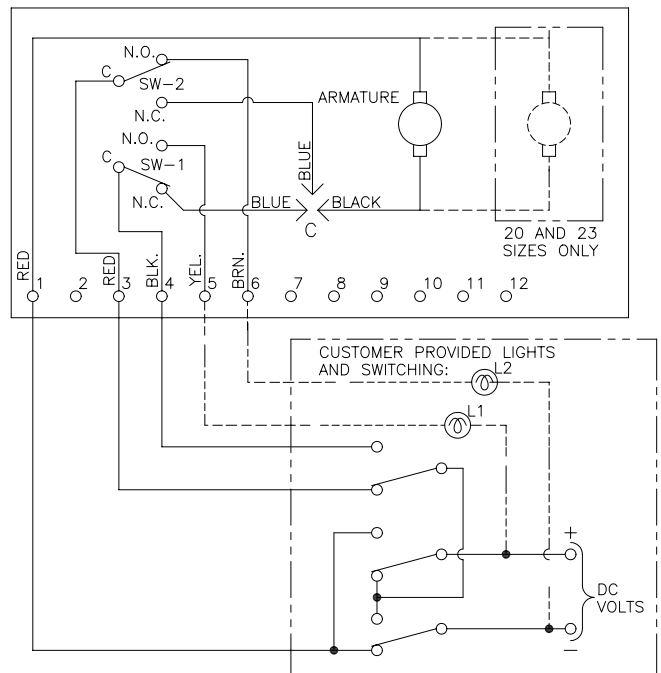 N.O.
C
SW-2
N.C.
ARMATURE
N.O.
C
SW-1
BLUE
N.C.
BLUE
BLACK
C
20 AND 23
SIZES ONLY
RED
RED
BLK.
YEL.
BRN.
1 2 3 4 5 6 7 8 9 10 11 12
CUSTOMER PROVIDED LIGHTS
AND SWITCHING:
L2
L1
+
DC
VOLTS
−